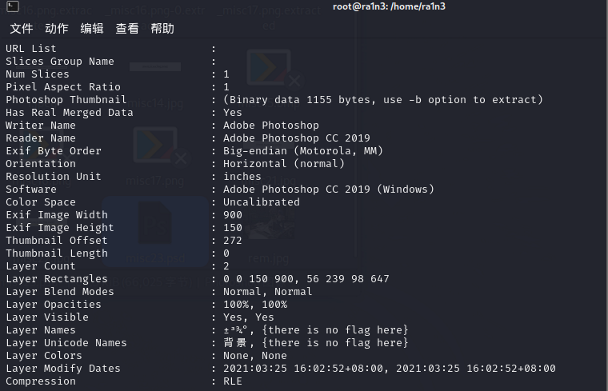 root@ra1n3: /home/ra1n3
文件 动作 编辑 查看 帮助
URL List :
Slices Group Name :
Num Slices : 1
Pixel Aspect Ratio : 1
Photoshop Thumbnail : (Binary data 1155 bytes, use -b option to extract)
Has Real Merged Data : Yes
Writer Name : Adobe Photoshop
Reader Name : Adobe Photoshop CC 2019
Exif Byte Order : Big-endian (Motorola, MM)
Orientation : Horizontal (normal)
Resolution Unit : inches
Software : Adobe Photoshop CC 2019 (Windows)
Color Space : Uncalibrated
Exif Image Width : 900
Exif Image Height : 150
Thumbnail Offset : 272
Thumbnail Length : 0
Layer Count : 2
Layer Rectangles : 0 0 150 900, 56 239 98 647
Layer Blend Modes : Normal, Normal
Layer Opacities : 100%, 100%
Layer Visible : Yes, Yes
Layer Names : ±³¾°, {there is no flag here}
Layer Unicode Names : 背景, {there is no flag here}
Layer Colors : None, None
Layer Modify Dates : 2021:03:25 16:02:52+08:00, 2021:03:25 16:02:52+08:00
Compression : RLE